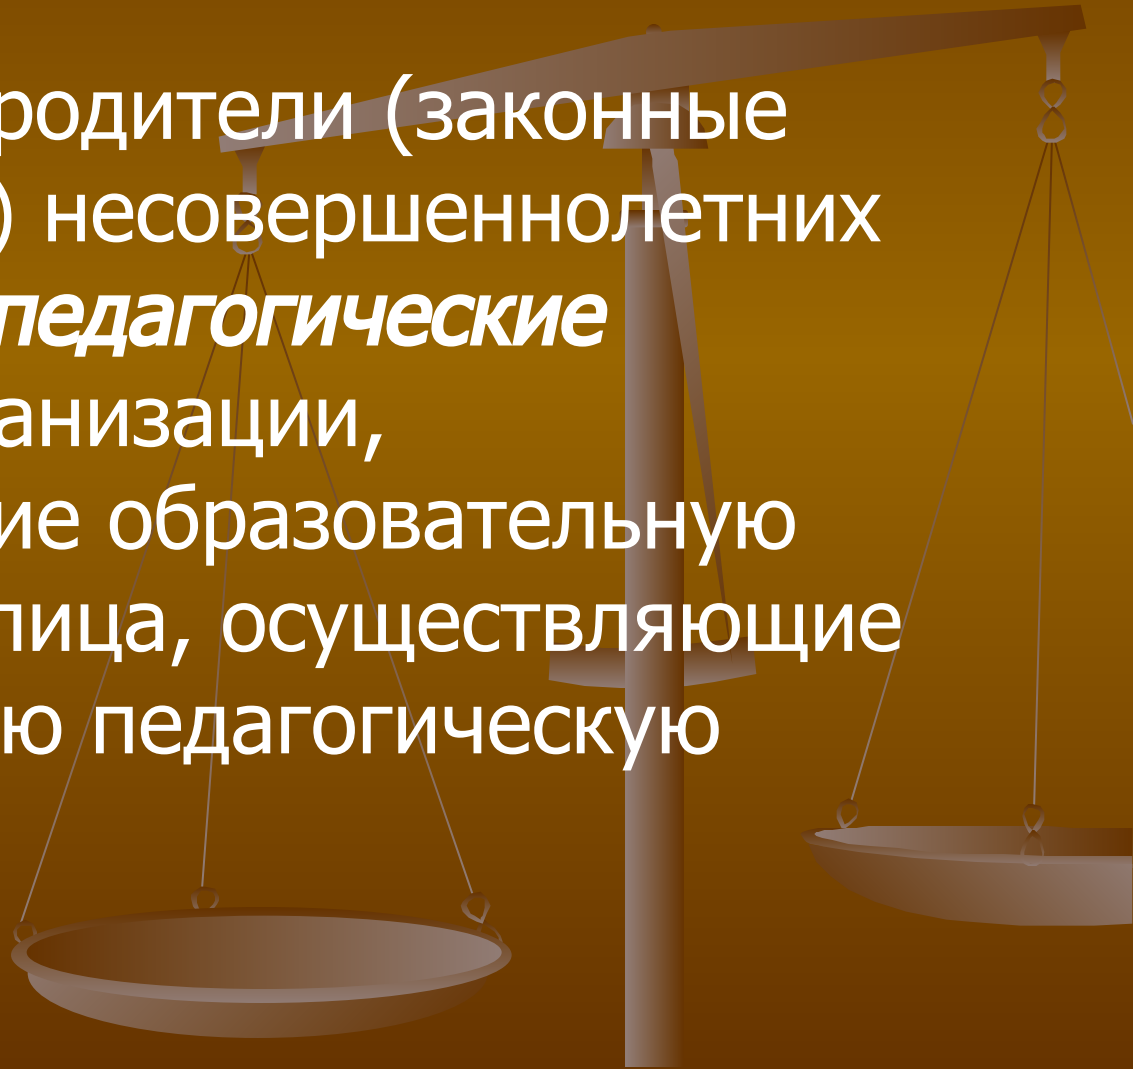 родители (законные
) несовершеннолетних
педагогические
анизации,
ие образовательную
лица, осуществляющие
ю педагогическую